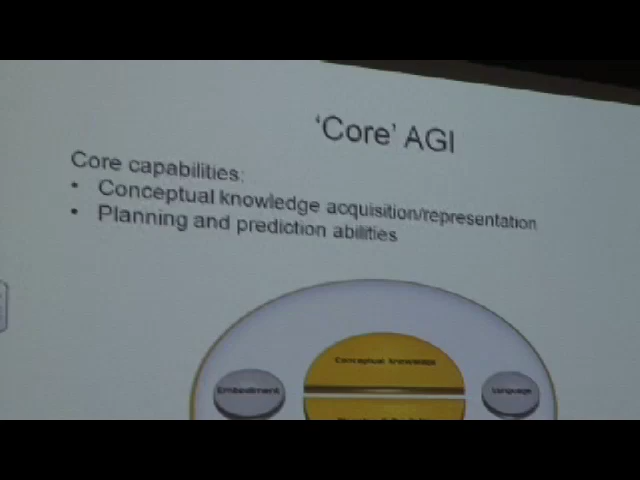 ‘Core’ AGI
Core capabilities:
• Conceptual knowledge acquisition/representation
• Planning and prediction abilities
Conceptual knowledge
Embodiment
Language